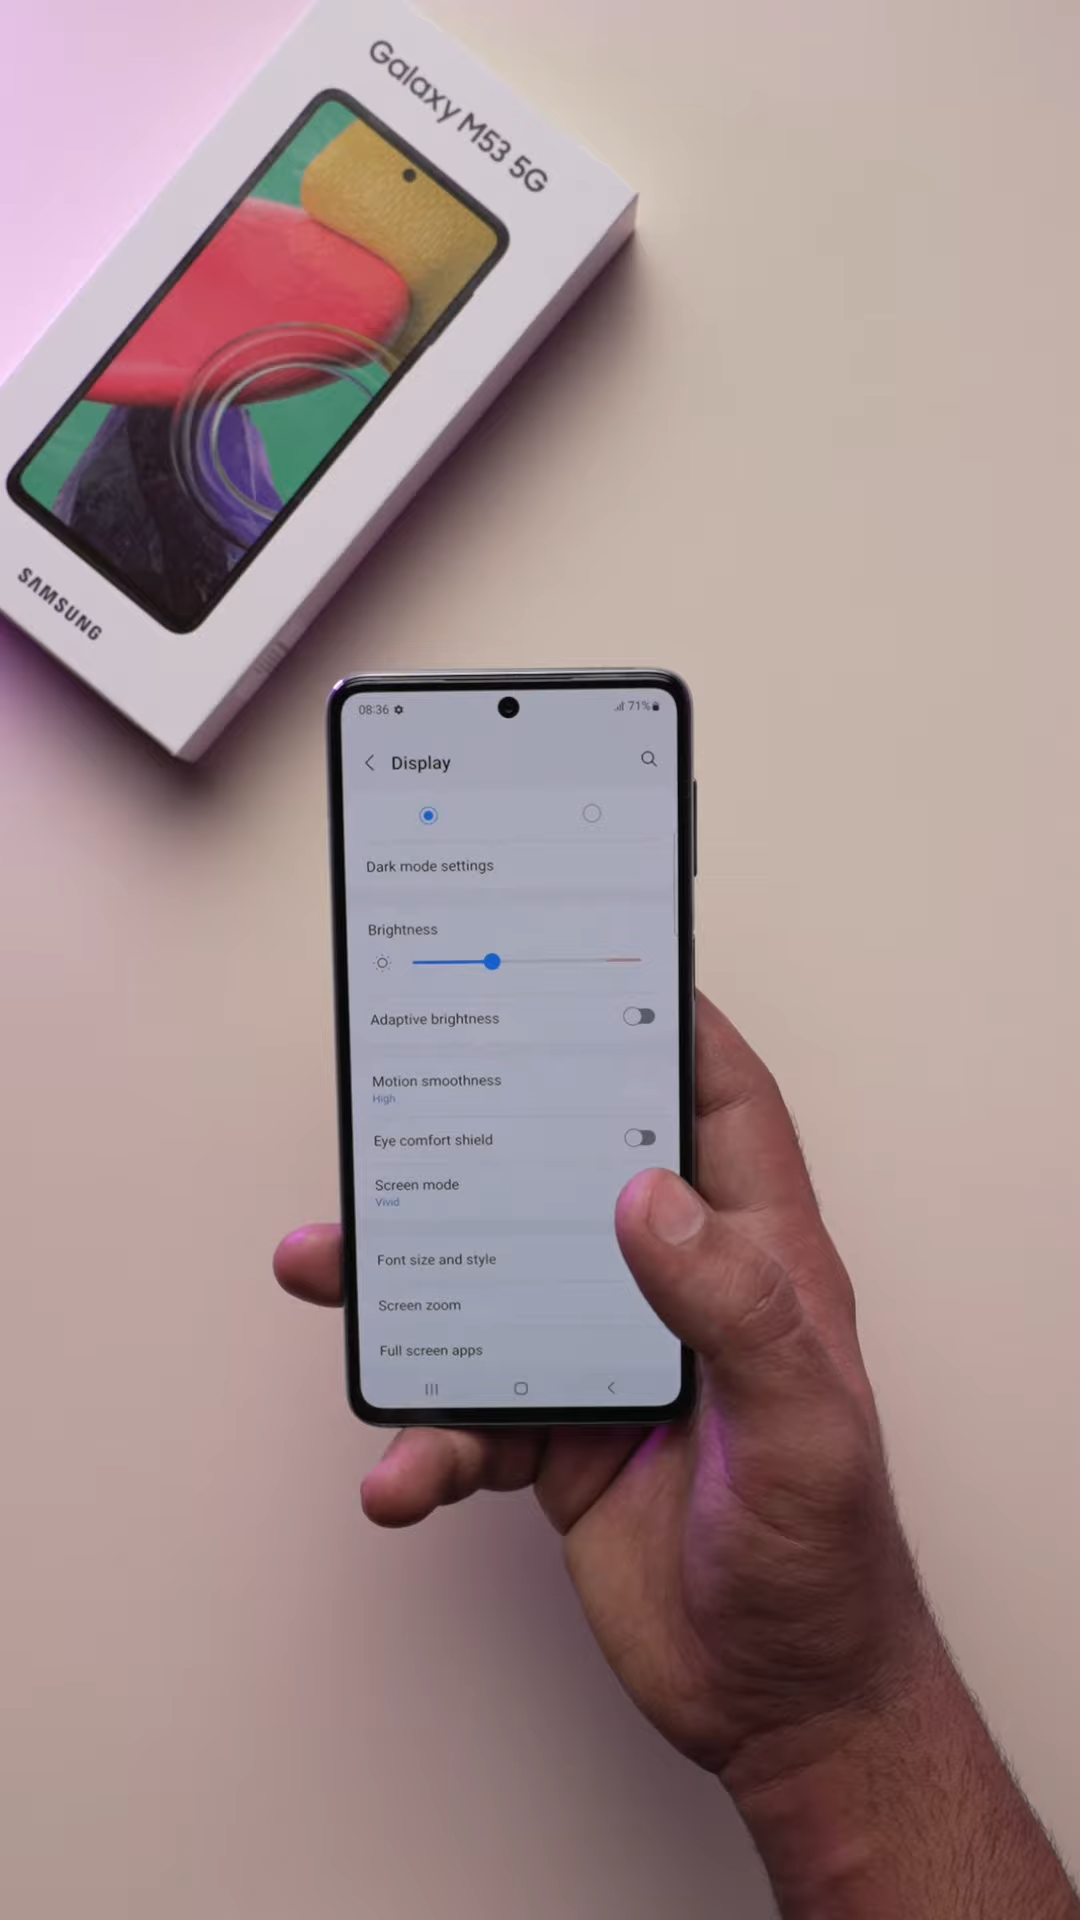 Galaxy M53 5G
SAMSUNG
08:36
71%
Display
Dark mode settings
Brightness
Adaptive brightness
Motion smoothness
High
Eye comfort shield
Screen mode
Vivid
Font size and style
Screen zoom
Full screen apps